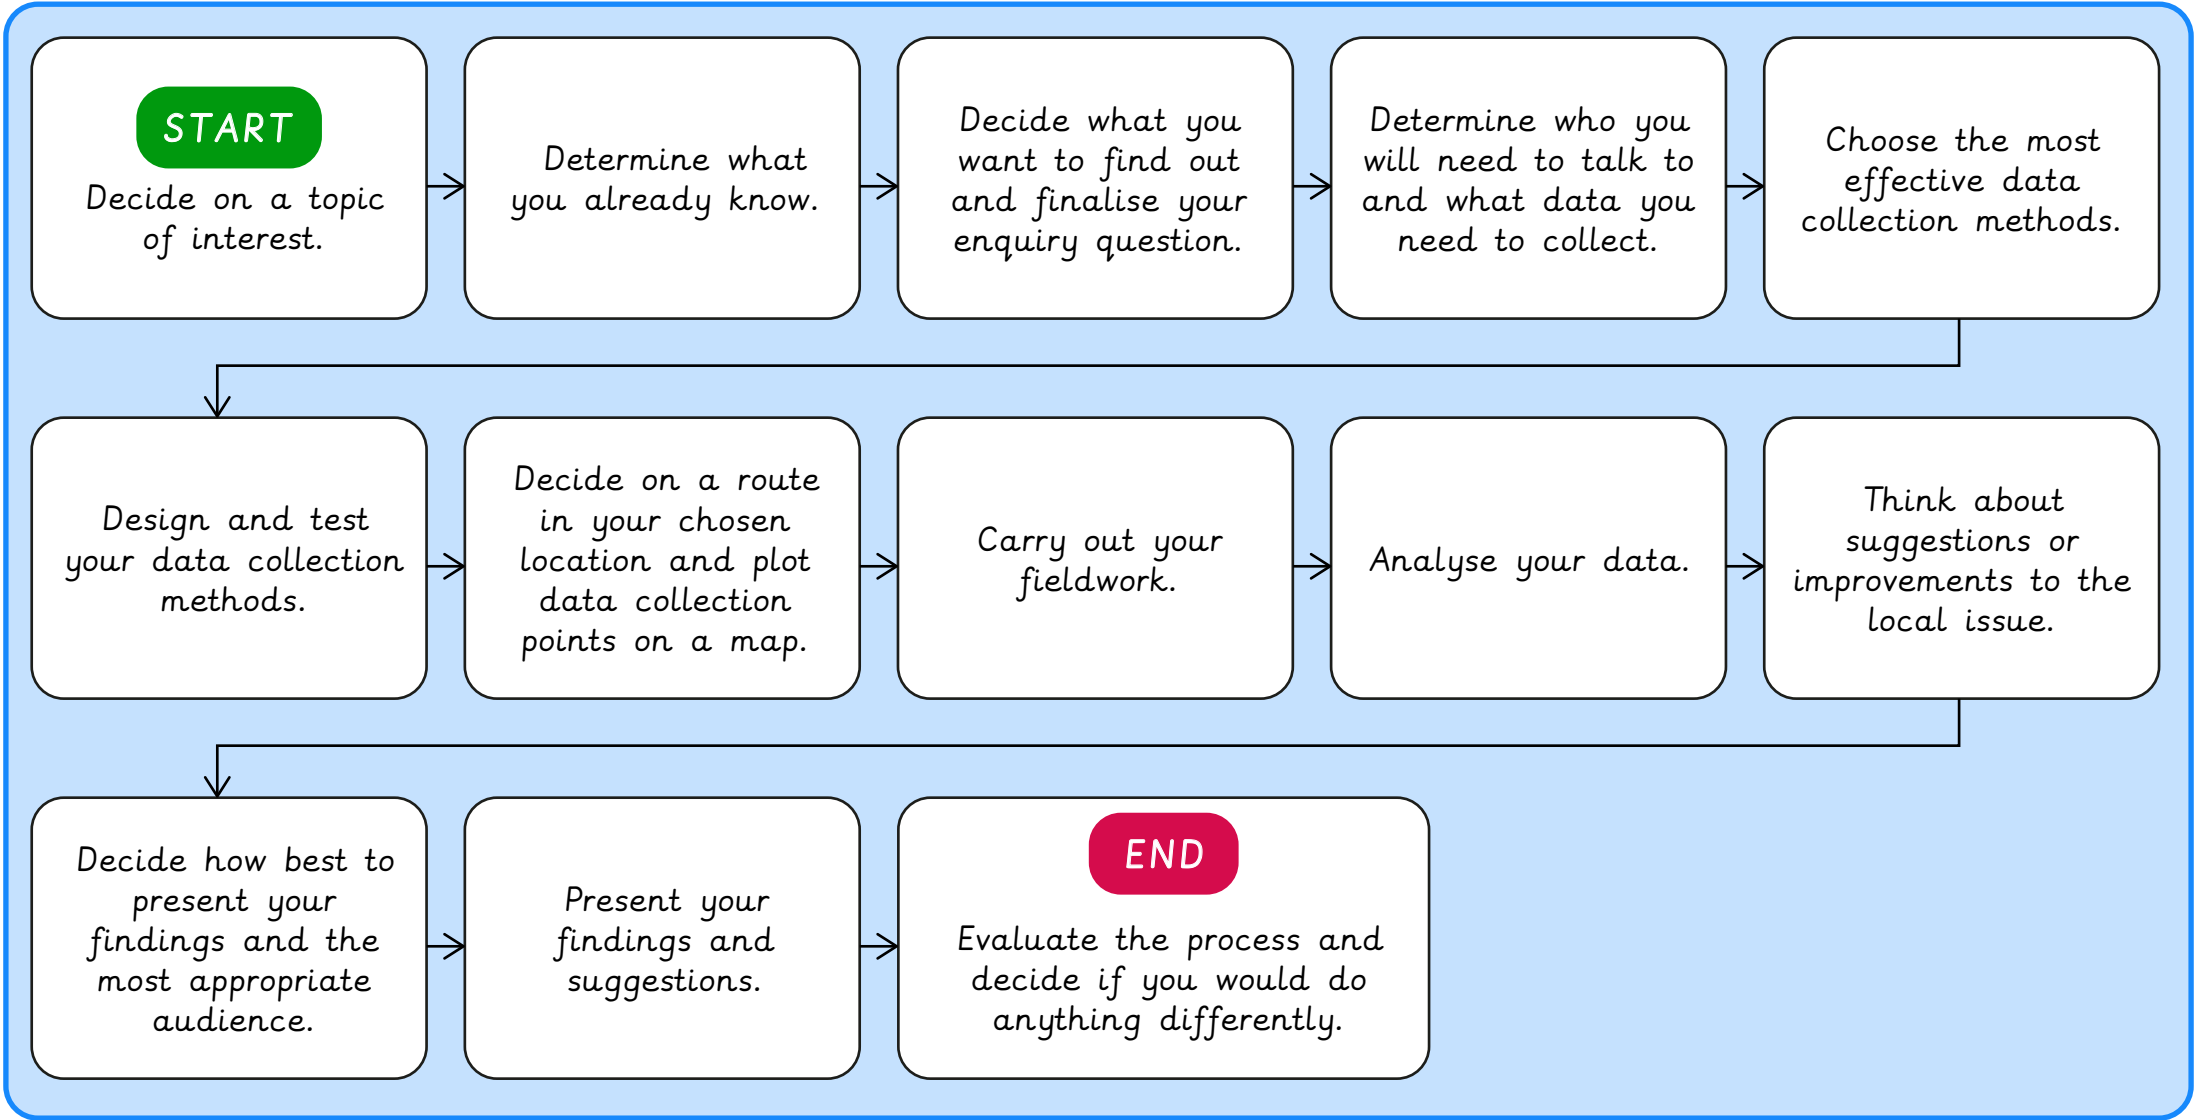 START
Decide on a topic
of interest.
Determine what
you already know.
Decide what you
want to find out
and finalise your
enquiry question.
Determine who you
will need to talk to
and what data you
need to collect.
Choose the most
effective data
collection methods.
Design and test
your data collection
methods.
Decide on a route
in your chosen
location and plot
data collection
points on a map.
Carry out your
fieldwork.
Analyse your data.
Think about
suggestions or
improvements to the
local issue.
Decide how best to
present your
findings and the
most appropriate
audience.
Present your
findings and
suggestions.
END
Evaluate the process and
decide if you would do
anything differently.